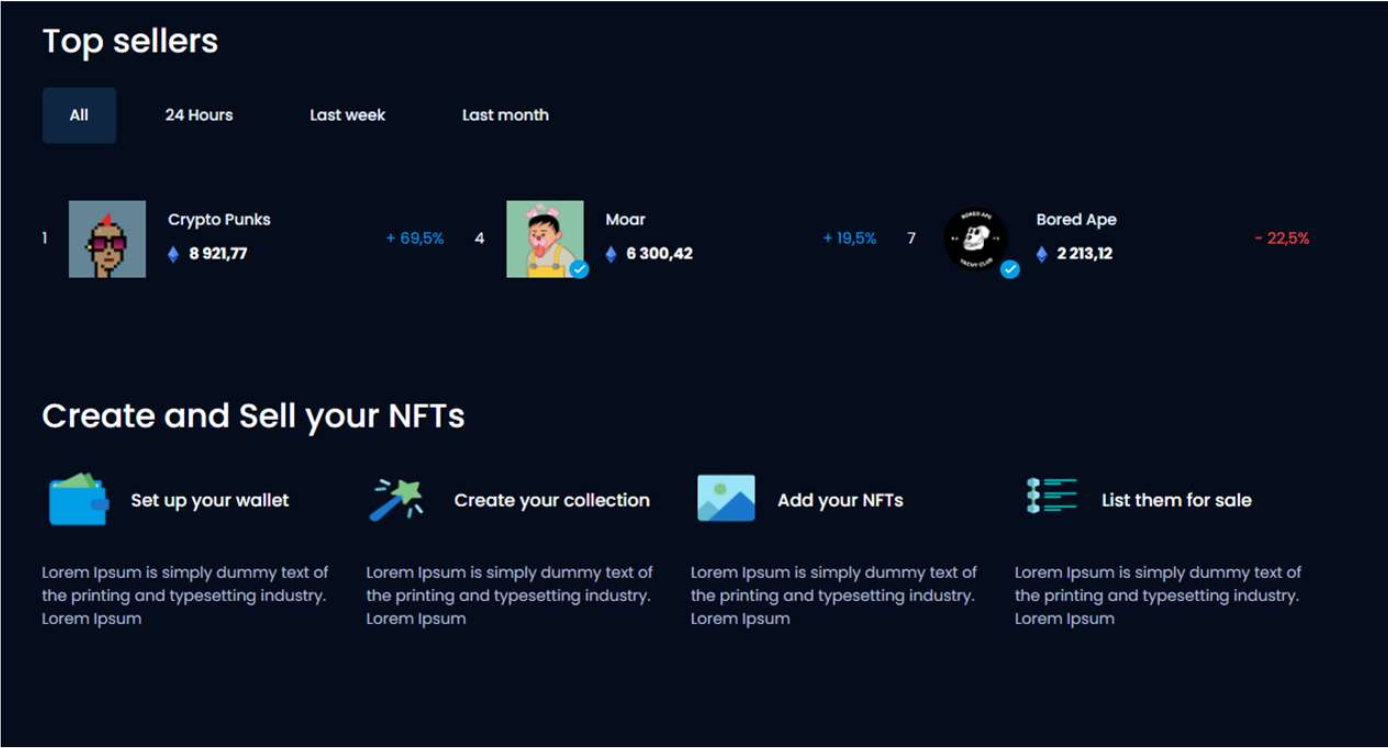 Top sellers
All 24 Hours Last week Last month
1 Crypto Punks 8 921,77 + 69,5%
4 Moar 6 300,42 + 19,5%
7 BORED APE YACHT CLUB Bored Ape 2 213,12 - 22,5%
Create and Sell your NFTs
Set up your wallet
Lorem Ipsum is simply dummy text of
the printing and typesetting industry.
Lorem Ipsum
Create your collection
Lorem Ipsum is simply dummy text of
the printing and typesetting industry.
Lorem Ipsum
Add your NFTs
Lorem Ipsum is simply dummy text of
the printing and typesetting industry.
Lorem Ipsum
List them for sale
Lorem Ipsum is simply dummy text of
the printing and typesetting industry.
Lorem Ipsum